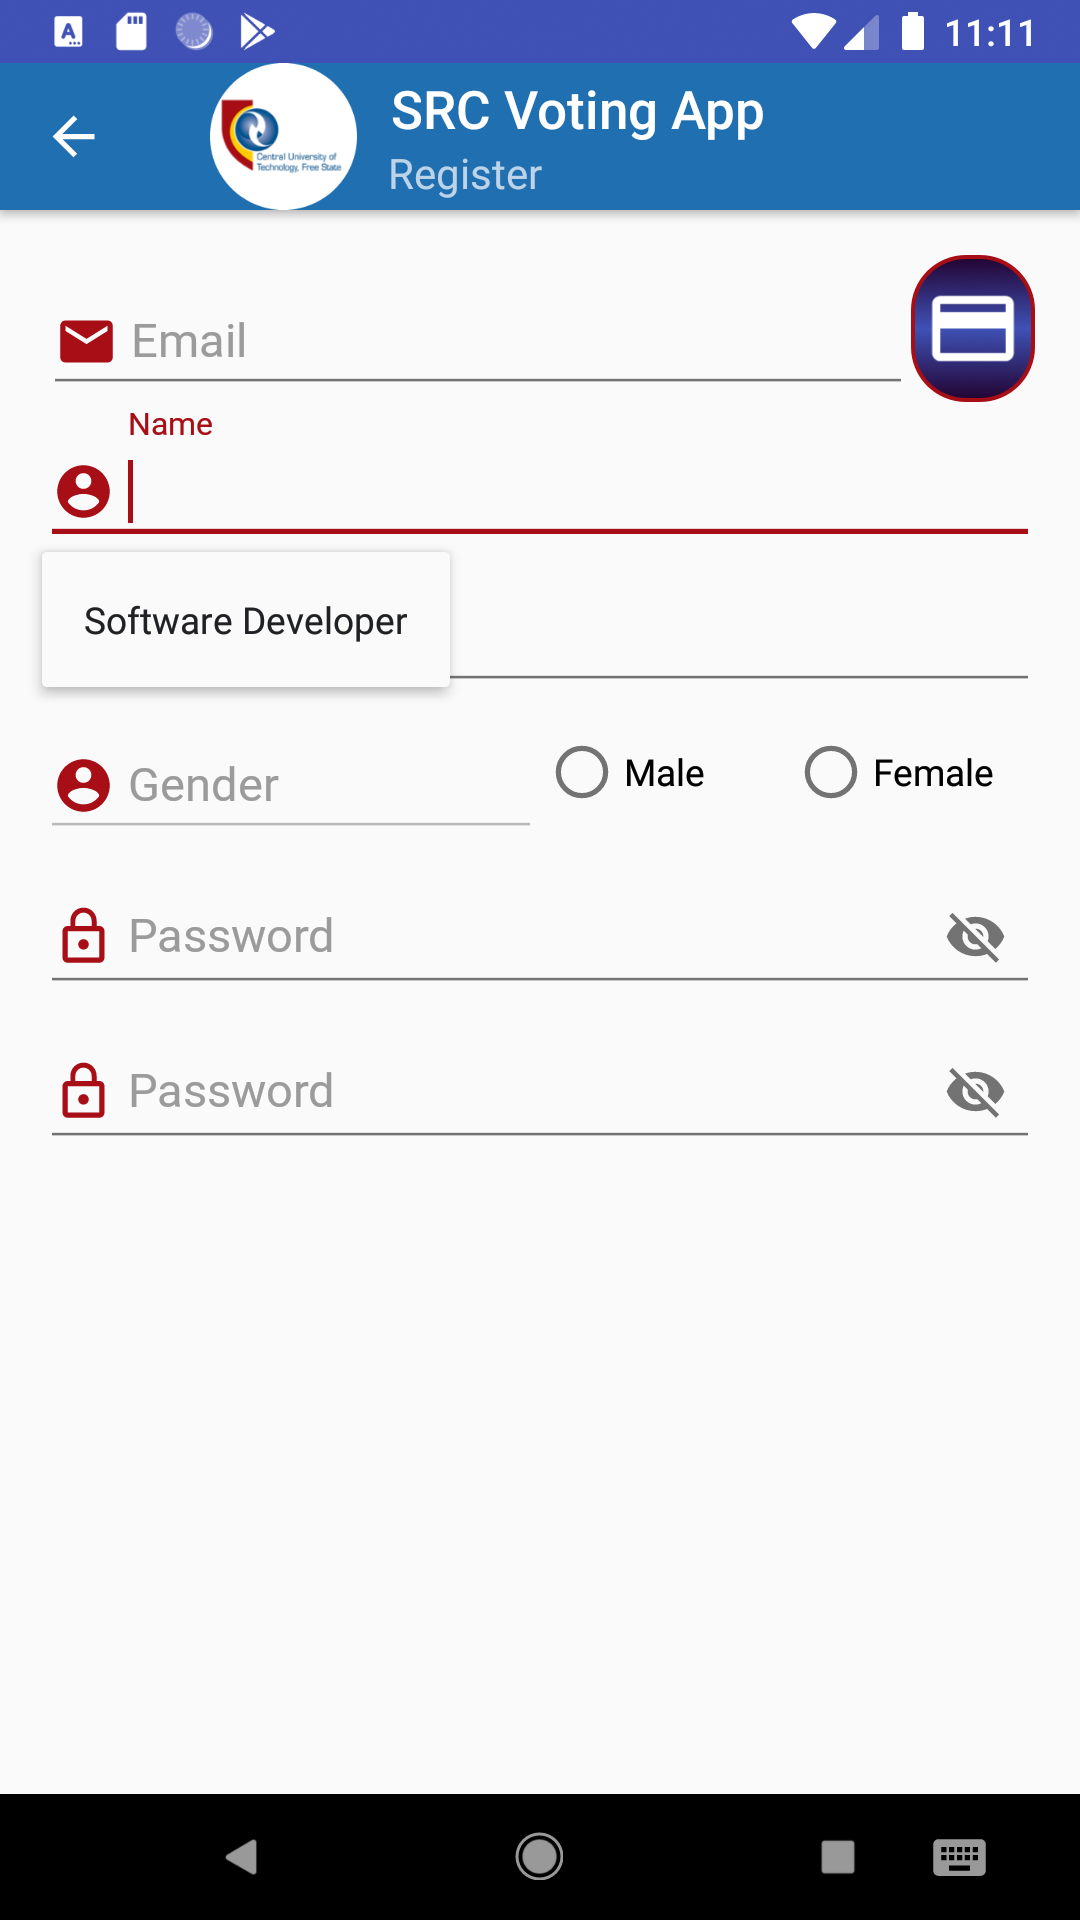 11:11
SRC Voting App
Central University of
Technology, Free State
Register
Email
Name
Software Developer
Gender
Male
Female
Password
Password